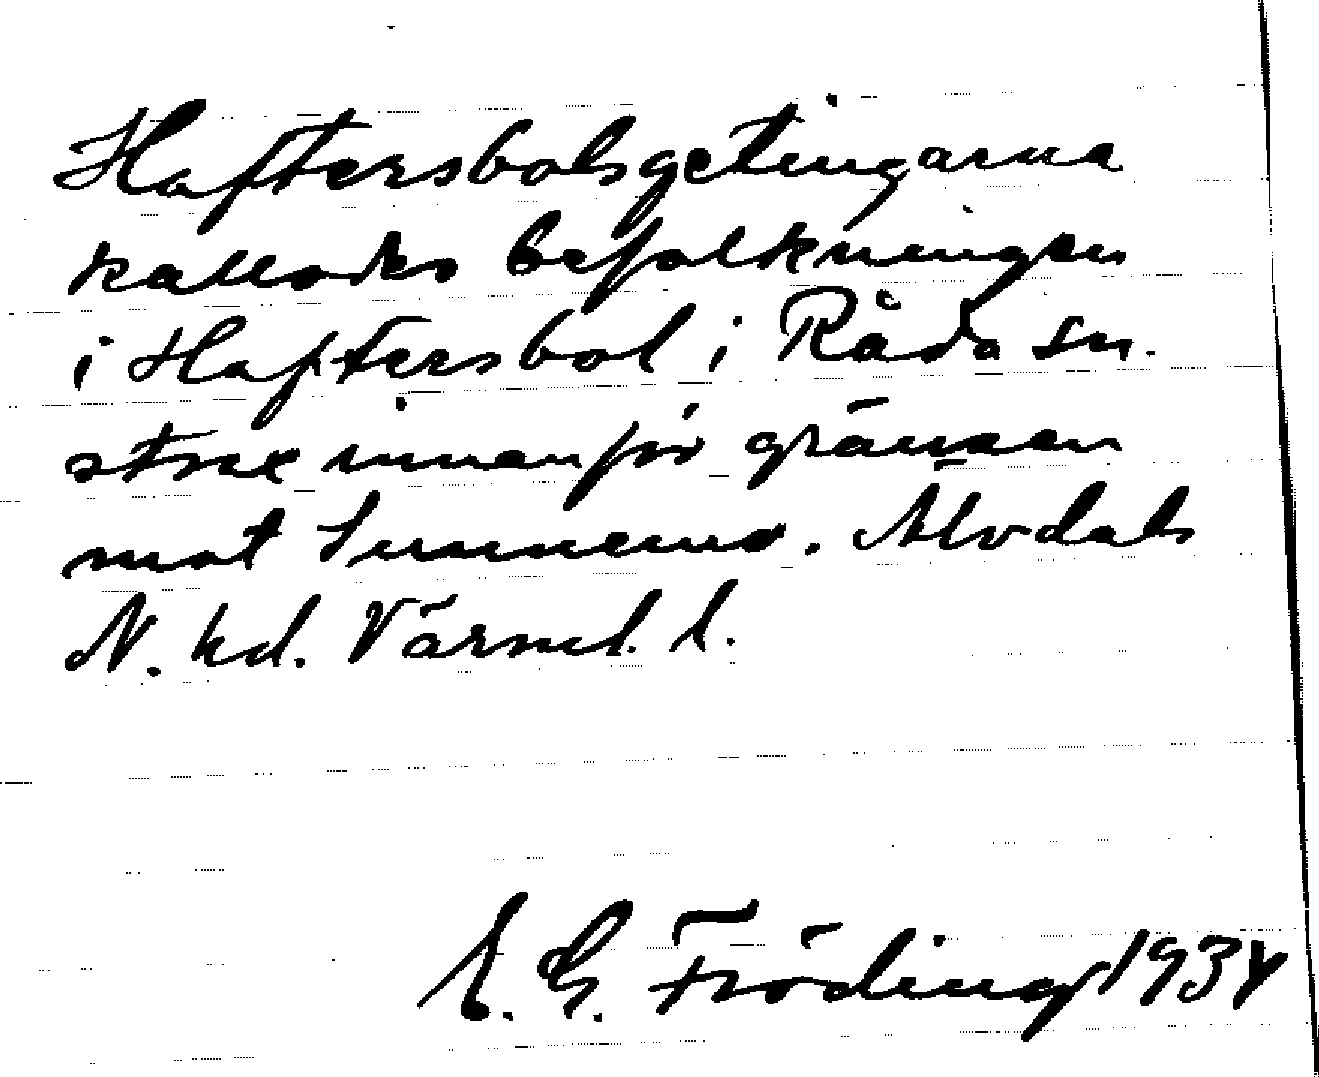 Haftersbolsgetingarna
kallades befolkningen
i Haftersbol i Råda sn.
strax innanför gränsen
mot Sunnemo. Älvdals
N. hd. Värml. l.
E. G. Fröding 1934